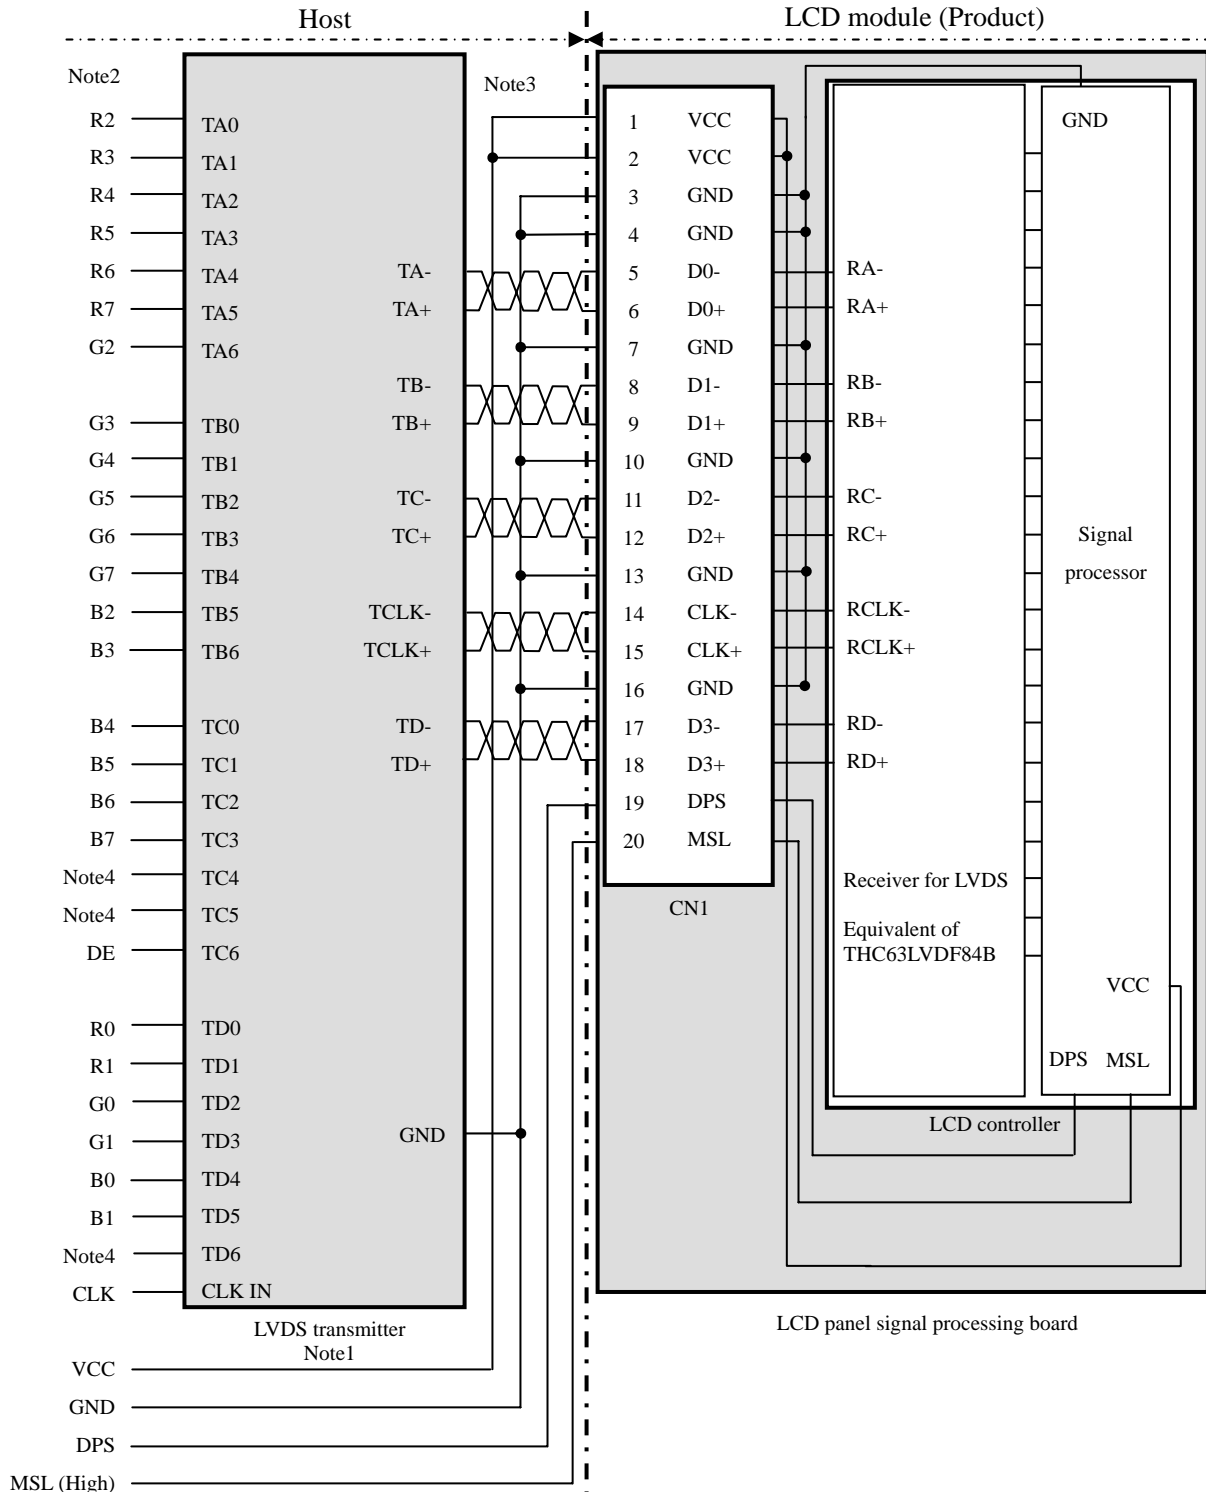 Host
LCD module (Product)
Note2
Note3
R2 TA0
R3 TA1
R4 TA2
R5 TA3
R6 TA4 TA-
R7 TA5 TA+
G2 TA6
TB-
G3 TB0 TB+
G4 TB1
G5 TB2 TC-
G6 TB3 TC+
G7 TB4
B2 TB5 TCLK-
B3 TB6 TCLK+
B4 TC0 TD-
B5 TC1 TD+
B6 TC2
B7 TC3
Note4 TC4
Note4 TC5
DE TC6
R0 TD0
R1 TD1
G0 TD2
G1 TD3 GND
B0 TD4
B1 TD5
Note4 TD6
CLK CLK IN
LVDS transmitter
Note1
VCC
GND
DPS
MSL (High)
1 VCC
2 VCC
3 GND
4 GND
5 D0-
6 D0+
7 GND
8 D1-
9 D1+
10 GND
11 D2-
12 D2+
13 GND
14 CLK-
15 CLK+
16 GND
17 D3-
18 D3+
19 DPS
20 MSL
CN1
RA-
RA+
RB-
RB+
RC-
RC+
RCLK-
RCLK+
RD-
RD+
Receiver for LVDS
Equivalent of
THC63LVDF84B
GND
Signal
processor
VCC
DPS MSL
LCD controller
LCD panel signal processing board